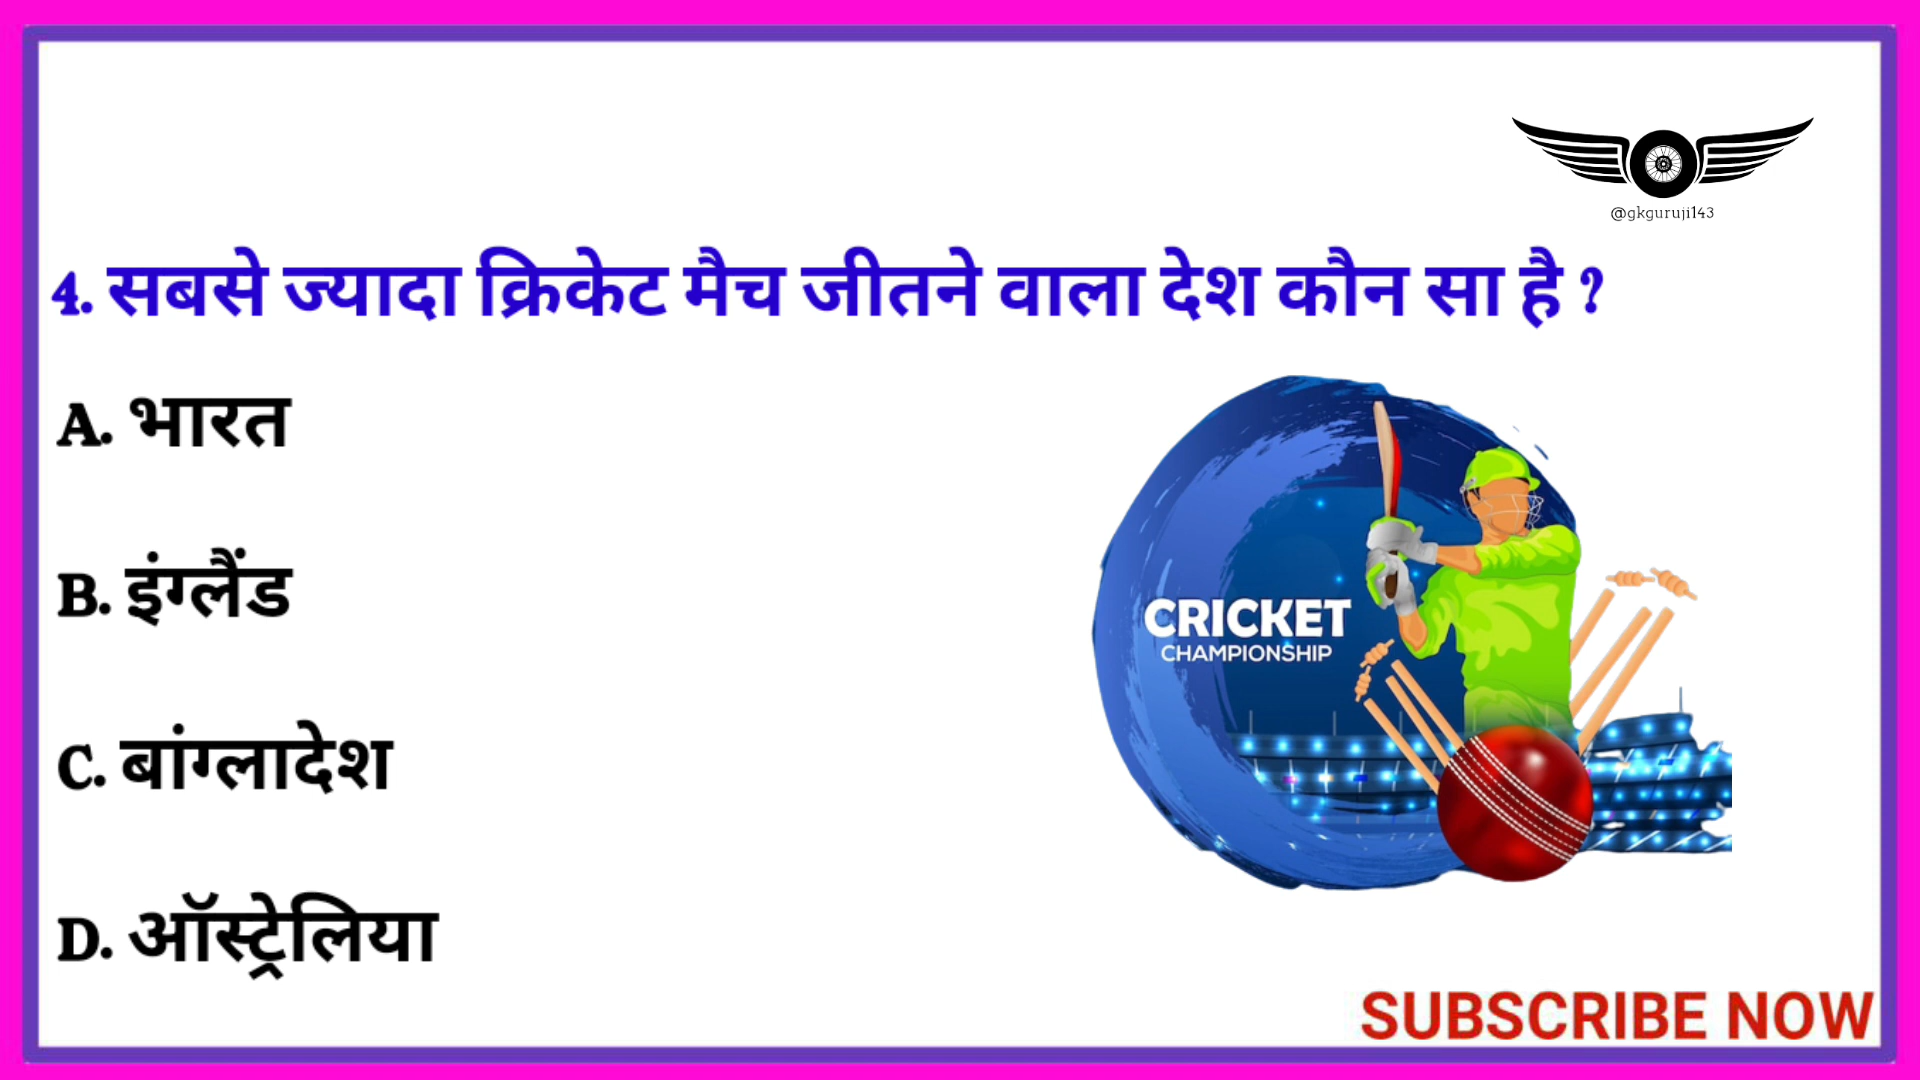 @gkguruji143
4. सबसे ज्यादा क्रिकेट मैच जीतने वाला देश कौन सा है ?
A. भारत
B. इंग्लैंड
C. बांग्लादेश
D. ऑस्ट्रेलिया
CRICKET
CHAMPIONSHIP
SUBSCRIBE NOW